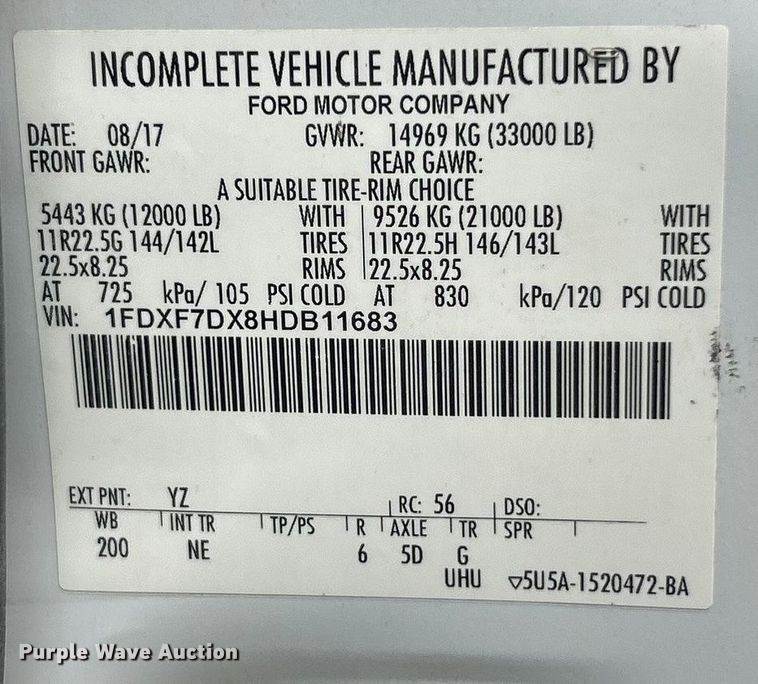 INCOMPLETE VEHICLE MANUFACTURED BY
FORD MOTOR COMPANY
DATE: 08/17 GVWR: 14969 KG (33000 LB)
FRONT GAWR: REAR GAWR:
A SUITABLE TIRE-RIM CHOICE
5443 KG (12000 LB) WITH 9526 KG (21000 LB) WITH
11R22.5G 144/142L TIRES 11R22.5H 146/143L TIRES
22.5x8.25 RIMS 22.5x8.25 RIMS
AT 725 kPa/ 105 PSI COLD AT 830 kPa/120 PSI COLD
VIN: 1FDXF7DX8HDB11683
EXT PNT: YZ RC: 56 DSO:
WB INT TR TP/PS R AXLE TR SPR
200 NE 6 5D G
UHU ▽5U5A-1520472-BA
Purple Wave Auction